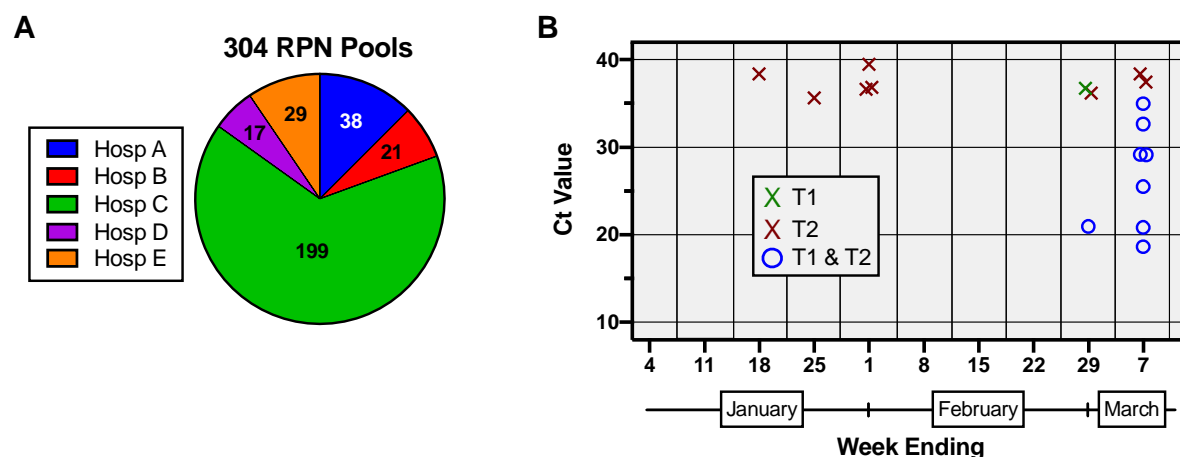 A
304 RPN Pools
Hosp A
Hosp B
Hosp C
Hosp D
Hosp E
38
21
199
17
29
B
Ct Value
40
30
20
10
T1
T2
T1 & T2
4 11 18 25 1 8 15 22 29 7
January February March
Week Ending